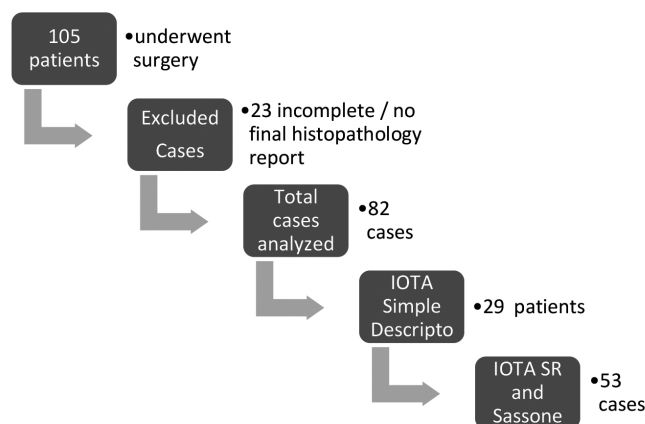 105
patients
•underwent
surgery
Excluded
Cases
•23 incomplete / no
final histopathology
report
Total
cases
analyzed
•82
cases
IOTA
Simple
Descripto
•29 patients
IOTA SR
and
Sassone
•53
cases